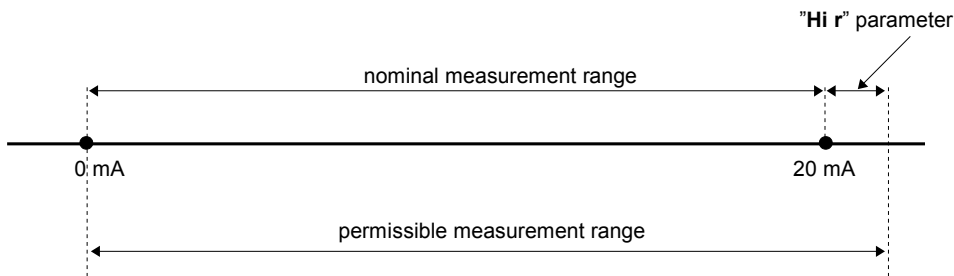 ”Hi r” parameter
nominal measurement range
0 mA
20 mA
permissible measurement range